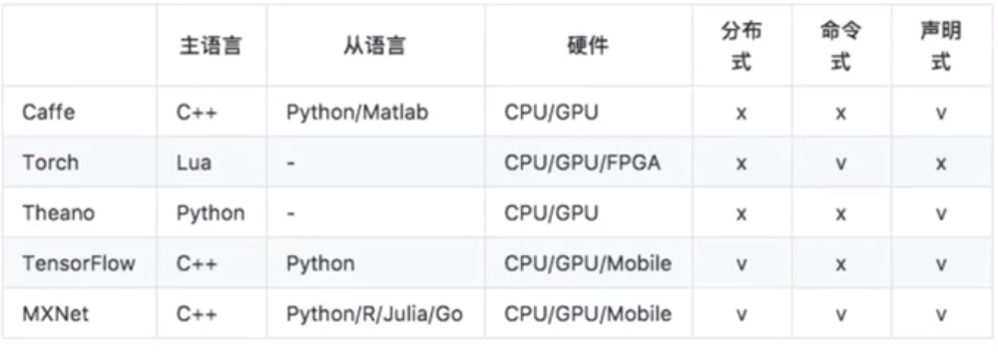 主语言 从语言 硬件 分布式 命令式 声明式
Caffe C++ Python/Matlab CPU/GPU x x v
Torch Lua - CPU/GPU/FPGA x v x
Theano Python - CPU/GPU x x v
TensorFlow C++ Python CPU/GPU/Mobile v x v
MXNet C++ Python/R/Julia/Go CPU/GPU/Mobile v v v